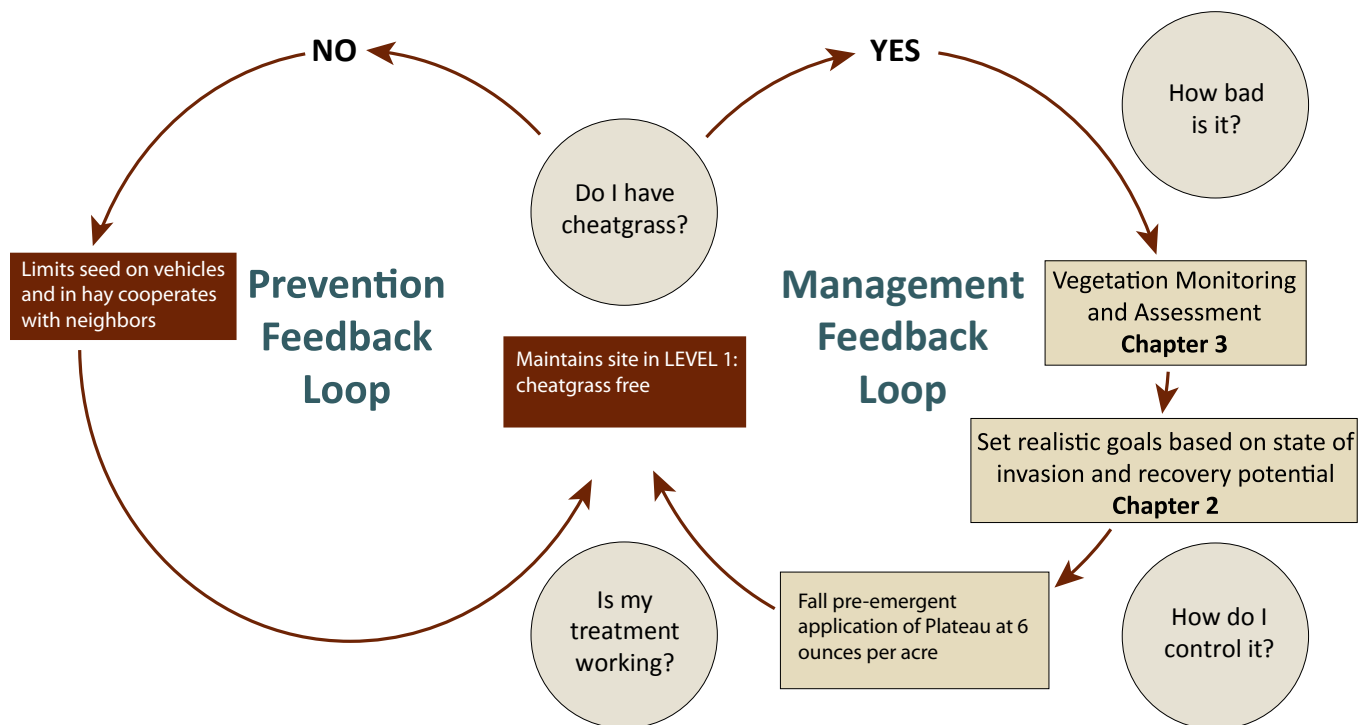 NO
YES
How bad
is it?
Do I have
cheatgrass?
Limits seed on vehicles
and in hay cooperates
with neighbors
Prevention
Feedback
Loop
Maintains site in LEVEL 1:
cheatgrass free
Management
Feedback
Loop
Vegetation Monitoring
and Assessment
Chapter 3
Set realistic goals based on state of
invasion and recovery potential
Chapter 2
Is my
treatment
working?
Fall pre-emergent
application of Plateau at 6
ounces per acre
How do I
control it?